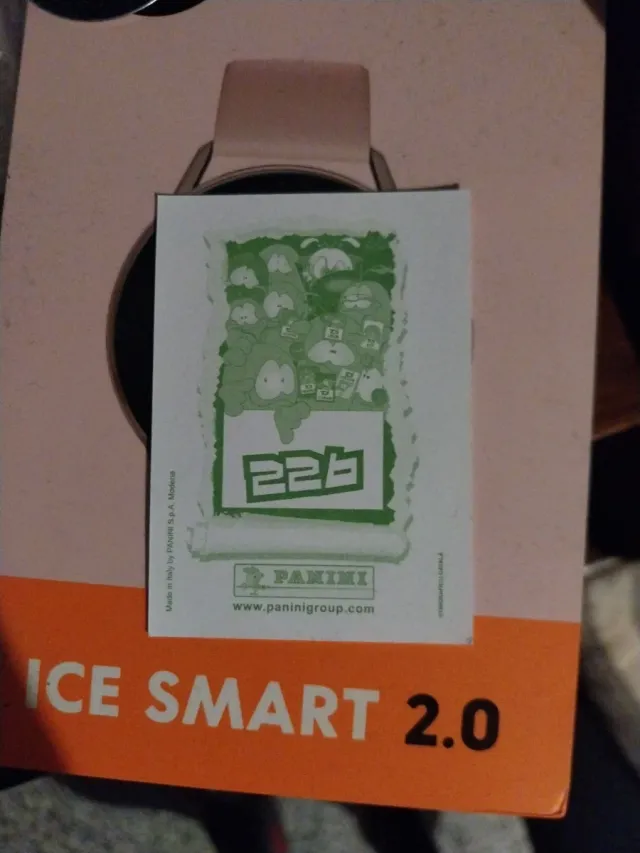 226
PANINI
www.paninigroup.com
Made in Italy by PANINI S.p.A. Modena
ICE SMART 2.0